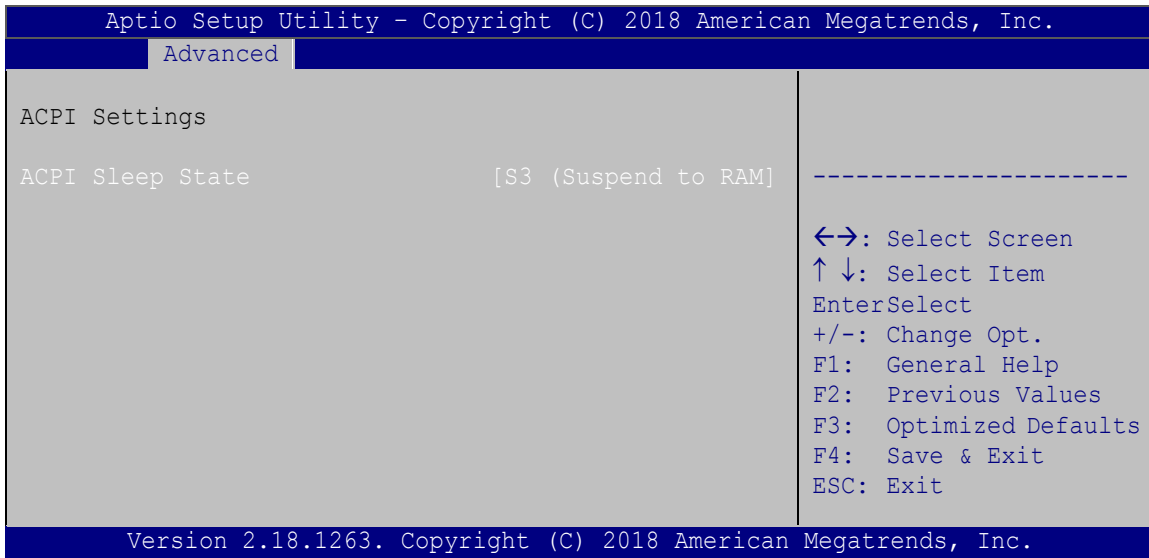 Aptio Setup Utility – Copyright (C) 2018 American Megatrends, Inc.
Advanced
ACPI Settings
ACPI Sleep State [S3 (Suspend to RAM]
----------------------
←→: Select Screen
↑ ↓: Select Item
EnterSelect
+/-: Change Opt.
F1: General Help
F2: Previous Values
F3: Optimized Defaults
F4: Save & Exit
ESC: Exit
Version 2.18.1263. Copyright (C) 2018 American Megatrends, Inc.